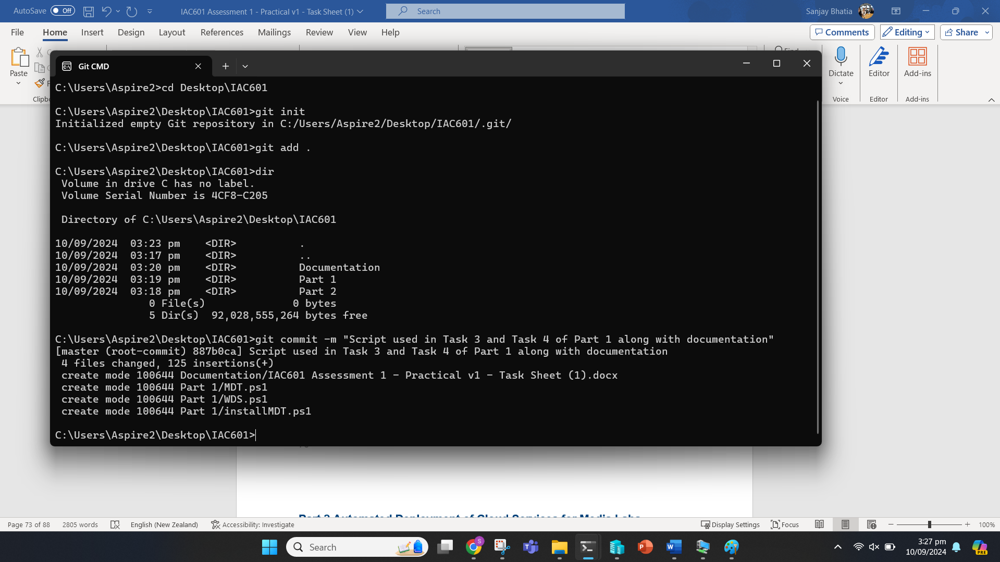 AutoSave Off
IAC601 Assessment 1 - Practical v1 - Task Sheet (1)
Search
Sanjay Bhatia
File Home Insert Design Layout References Mailings Review View Help
Comments Editing Share
Paste
Find
Dictate Editor Add-ins
Voice Editor Add-ins
Git CMD
C:\Users\Aspire2>cd Desktop\IAC601
C:\Users\Aspire2\Desktop\IAC601>git init
Initialized empty Git repository in C:/Users/Aspire2/Desktop/IAC601/.git/
C:\Users\Aspire2\Desktop\IAC601>git add .
C:\Users\Aspire2\Desktop\IAC601>dir
Volume in drive C has no label.
Volume Serial Number is 4CF8-C205
Directory of C:\Users\Aspire2\Desktop\IAC601
10/09/2024 03:23 pm <DIR> .
10/09/2024 03:17 pm <DIR> ..
10/09/2024 03:20 pm <DIR> Documentation
10/09/2024 03:19 pm <DIR> Part 1
10/09/2024 03:18 pm <DIR> Part 2
0 File(s) 0 bytes
5 Dir(s) 92,028,555,264 bytes free
C:\Users\Aspire2\Desktop\IAC601>git commit -m "Script used in Task 3 and Task 4 of Part 1 along with documentation"
[master (root-commit) 887b0ca] Script used in Task 3 and Task 4 of Part 1 along with documentation
4 files changed, 125 insertions(+)
create mode 100644 Documentation/IAC601 Assessment 1 - Practical v1 - Task Sheet (1).docx
create mode 100644 Part 1/MDT.ps1
create mode 100644 Part 1/WDS.ps1
create mode 100644 Part 1/installMDT.ps1
C:\Users\Aspire2\Desktop\IAC601>
Part 2 Automated Deployment of Cloud Services for Media Labs
Page 73 of 88 2805 words English (New Zealand) Accessibility: Investigate Display Settings Focus 100%
Search
3:27 pm
10/09/2024
PRE